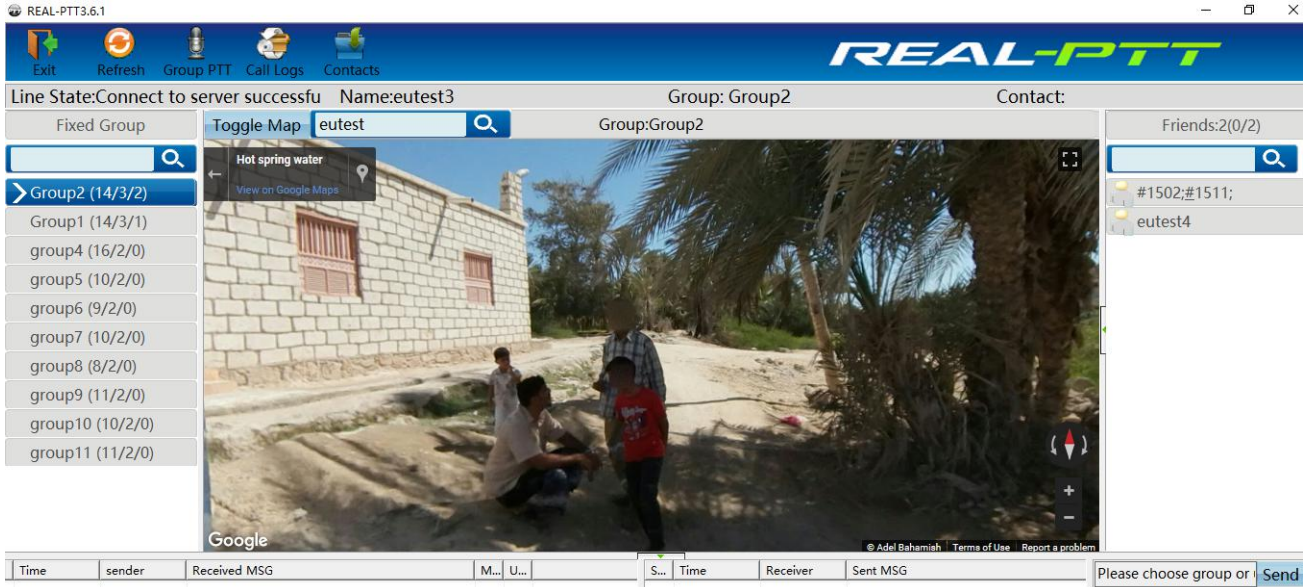 REAL-PTT3.6.1
Exit Refresh Group PTT Call Logs Contacts
REAL-PTT
Line State:Connect to server successfu Name:eutest3 Group: Group2 Contact:
Fixed Group
Toggle Map eutest Group:Group2
Friends:2(0/2)
Hot spring water
View on Google Maps
Group2 (14/3/2)
Group1 (14/3/1)
group4 (16/2/0)
group5 (10/2/0)
group6 (9/2/0)
group7 (10/2/0)
group8 (8/2/0)
group9 (11/2/0)
group10 (10/2/0)
group11 (11/2/0)
#1502;#1511;
eutest4
Google
© Adel Bahamish Terms of Use Report a problem
Time sender Received MSG M... U... S... Time Receiver Sent MSG
Please choose group or Send